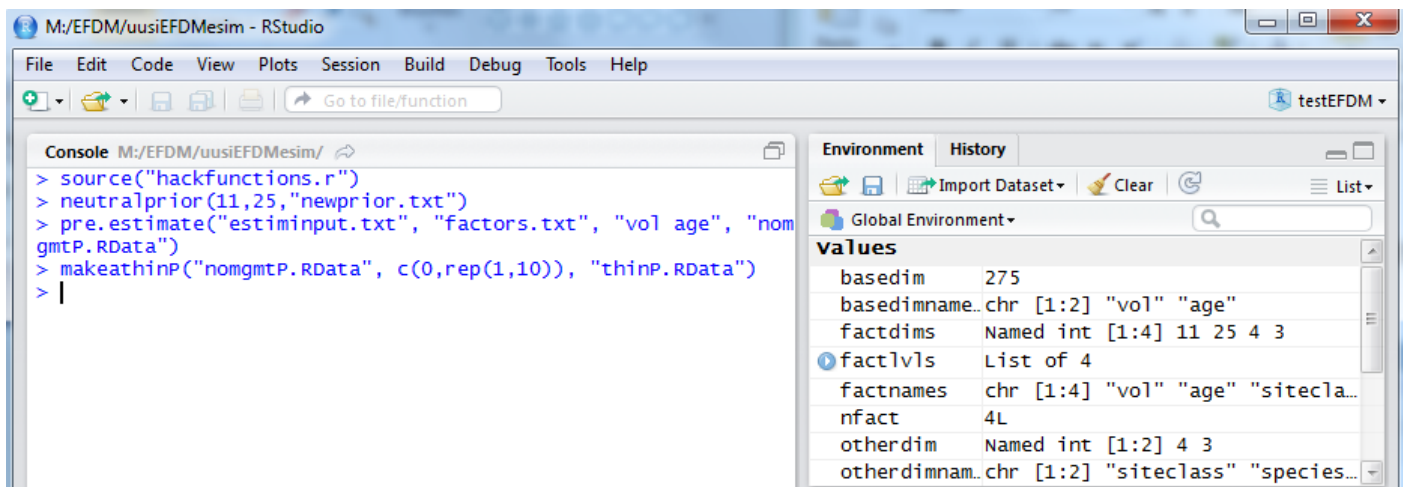 M:/EFDM/uusiEFDMesim - RStudio
File Edit Code View Plots Session Build Debug Tools Help
Go to file/function
testEFDM
Console M:/EFDM/uusiEFDMesim/
> source("hackfunctions.r")
> neutralprior(11,25,"newprior.txt")
> pre.estimate("estiminput.txt", "factors.txt", "vol age", "nom
gmtP.RData")
> makeathinP("nomgmtP.RData", c(0,rep(1,10)), "thinP.RData")
>
Environment History
Import Dataset Clear List
Global Environment
Values
basedim 275
basedimname… chr [1:2] "vol" "age"
factdims Named int [1:4] 11 25 4 3
factlvls List of 4
factnames chr [1:4] "vol" "age" "sitecla…
nfact 4L
otherdim Named int [1:2] 4 3
otherdimnam… chr [1:2] "siteclass" "species…